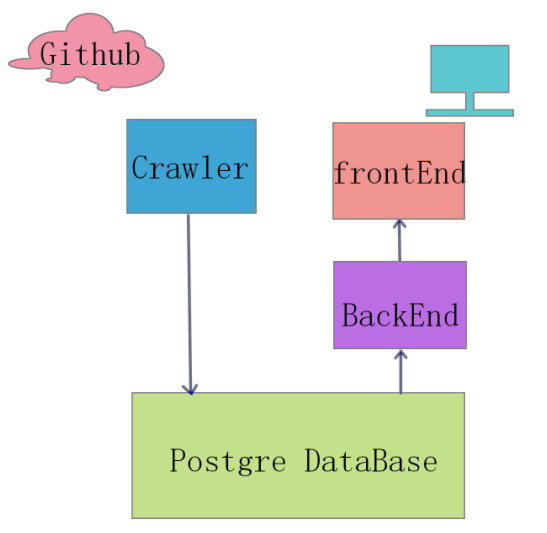 Github
Crawler
frontEnd
BackEnd
Postgre DataBase